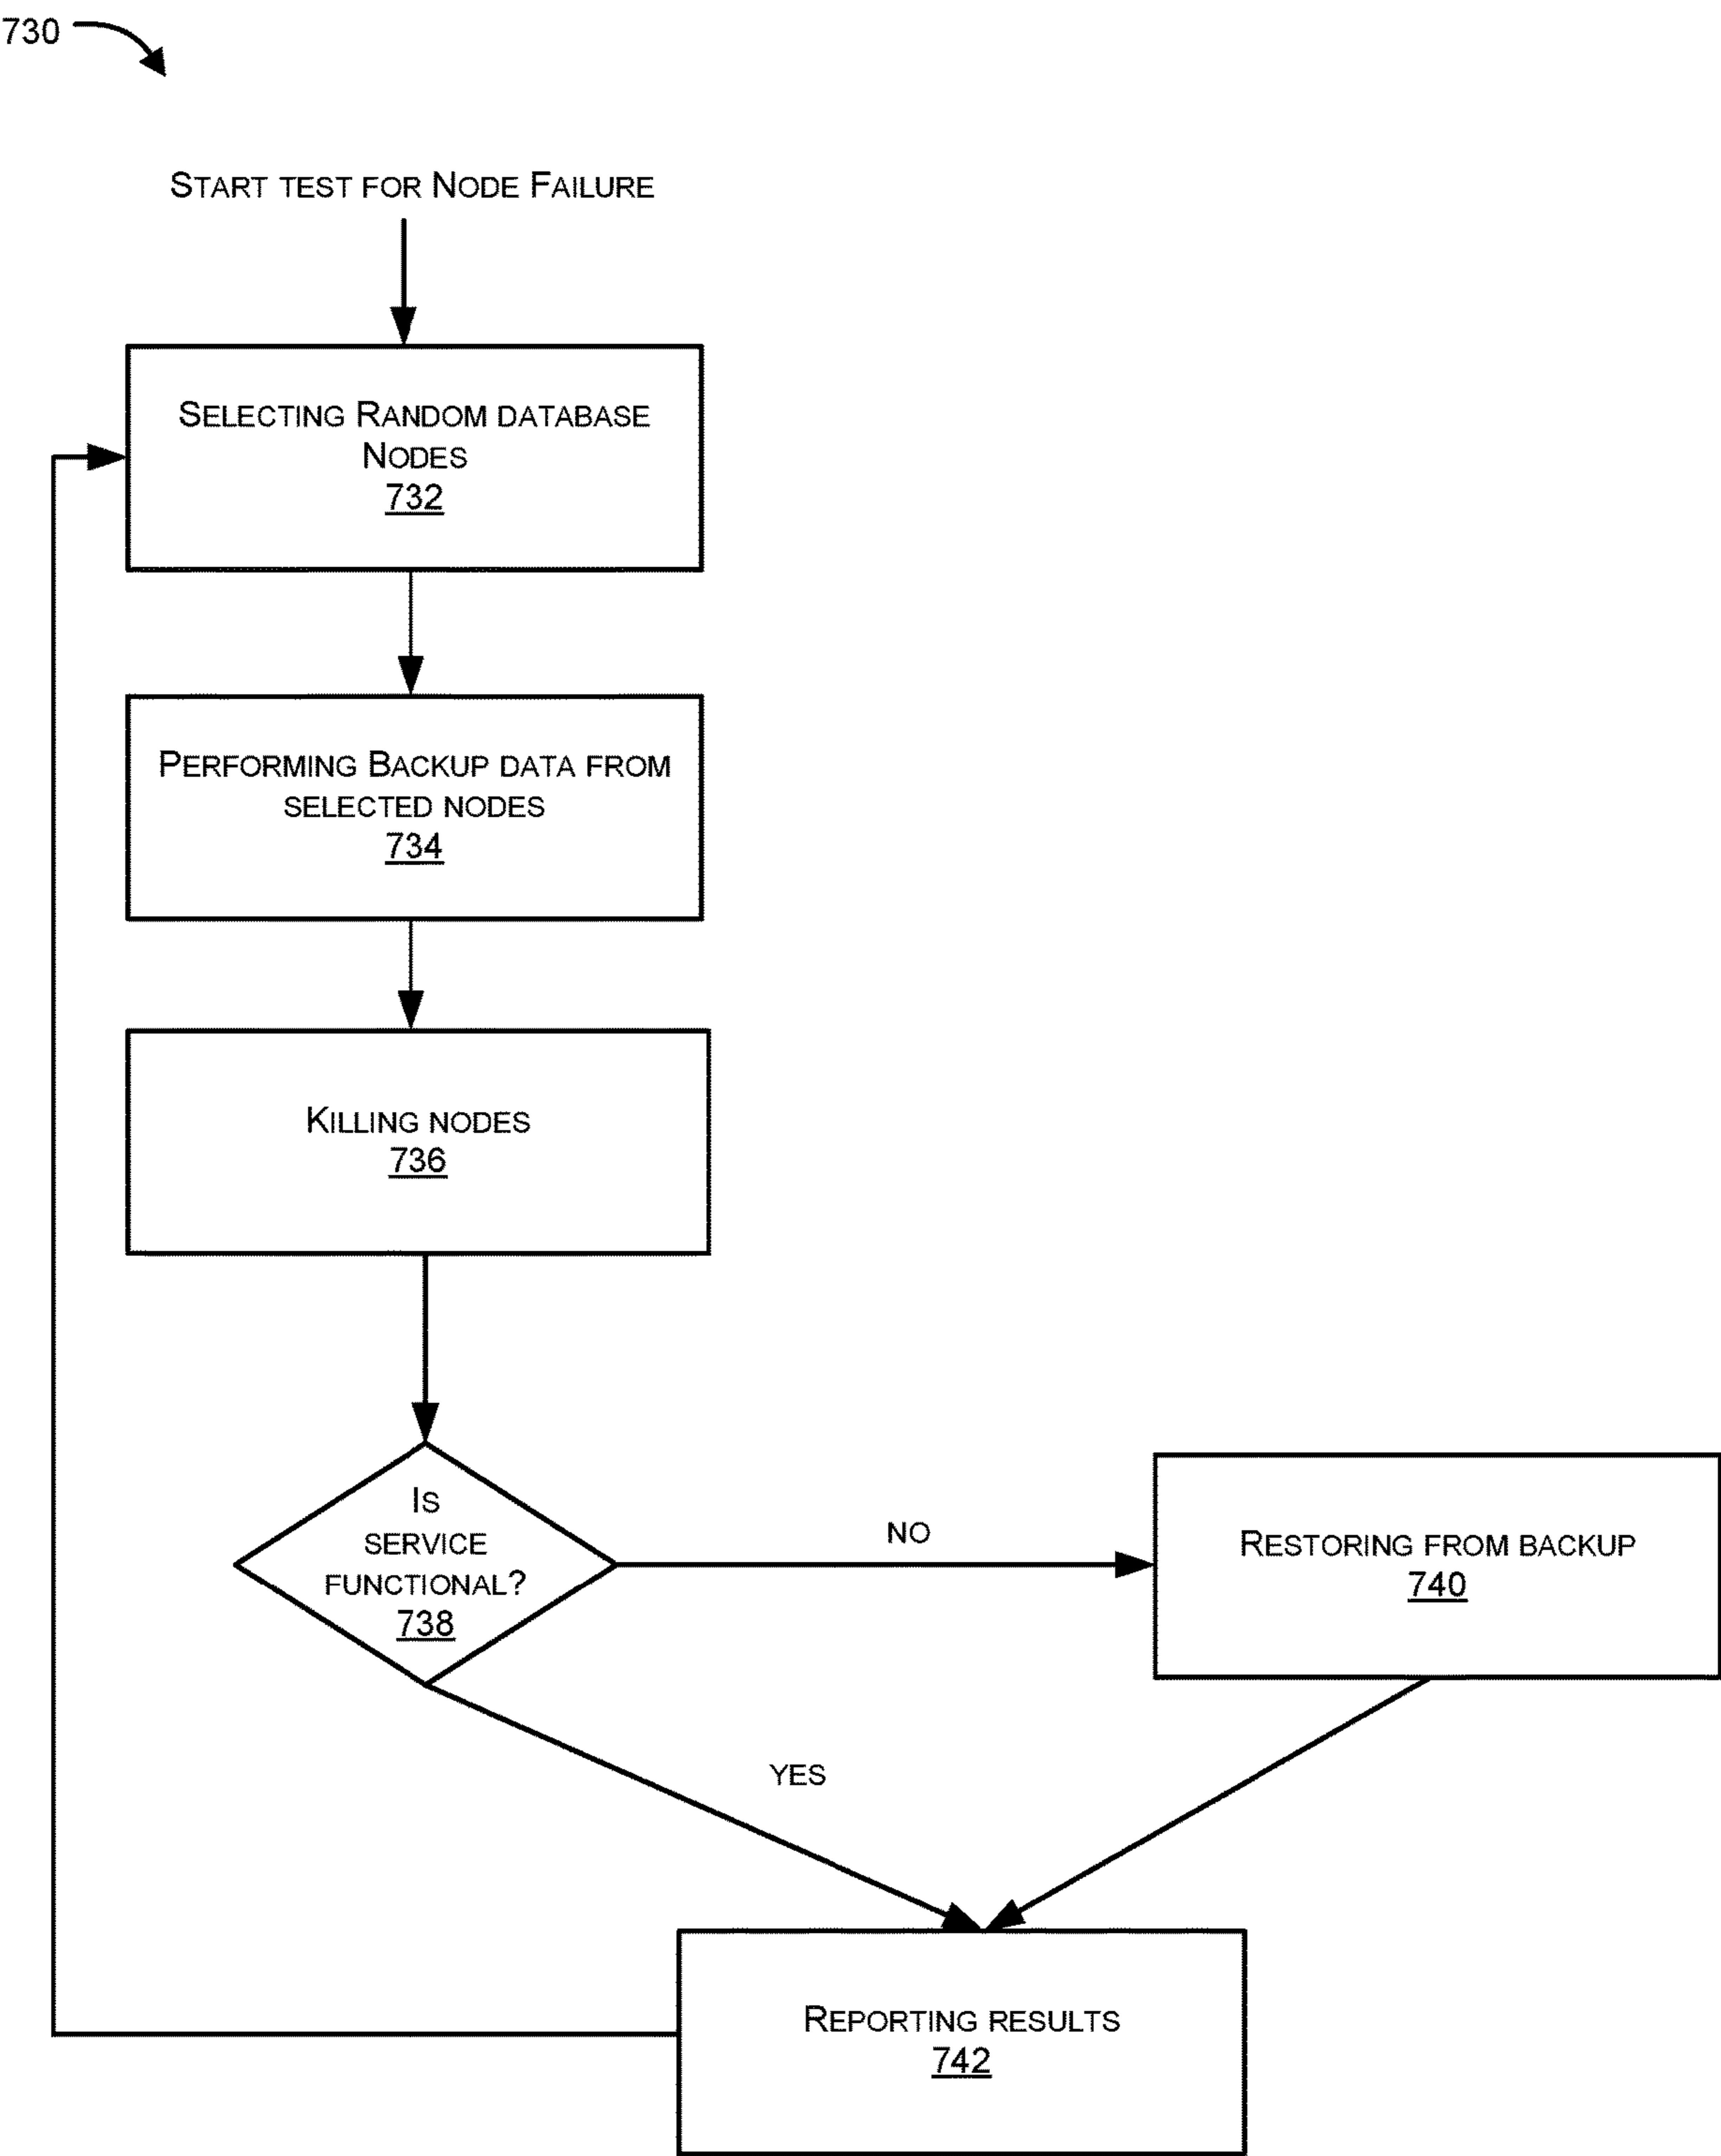 730
START TEST FOR NODE FAILURE
SELECTING RANDOM DATABASE
NODES
732
PERFORMING BACKUP DATA FROM
SELECTED NODES
734
KILLING NODES
736
IS
SERVICE
FUNCTIONAL?
738
NO
RESTORING FROM BACKUP
740
YES
REPORTING RESULTS
742